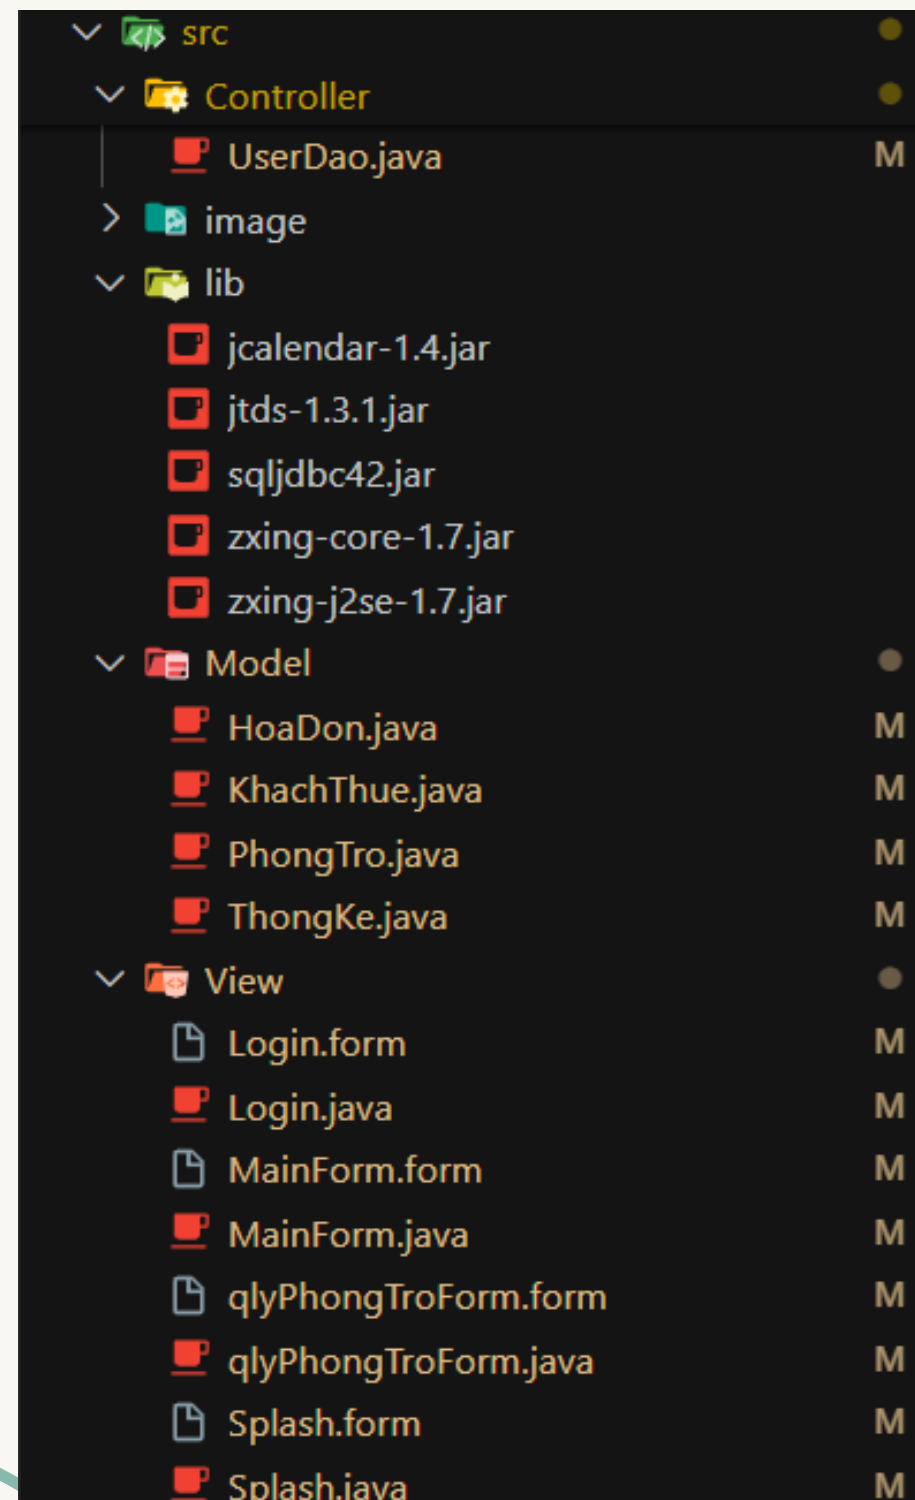 src
Controller
UserDao.java M
image
lib
jcalendar-1.4.jar
jtds-1.3.1.jar
sqljdbc42.jar
zxing-core-1.7.jar
zxing-j2se-1.7.jar
Model
HoaDon.java M
KhachThue.java M
PhongTro.java M
ThongKe.java M
View
Login.form M
Login.java M
MainForm.form M
MainForm.java M
qlyPhongTroForm.form M
qlyPhongTroForm.java M
Splash.form M
Splash.java M